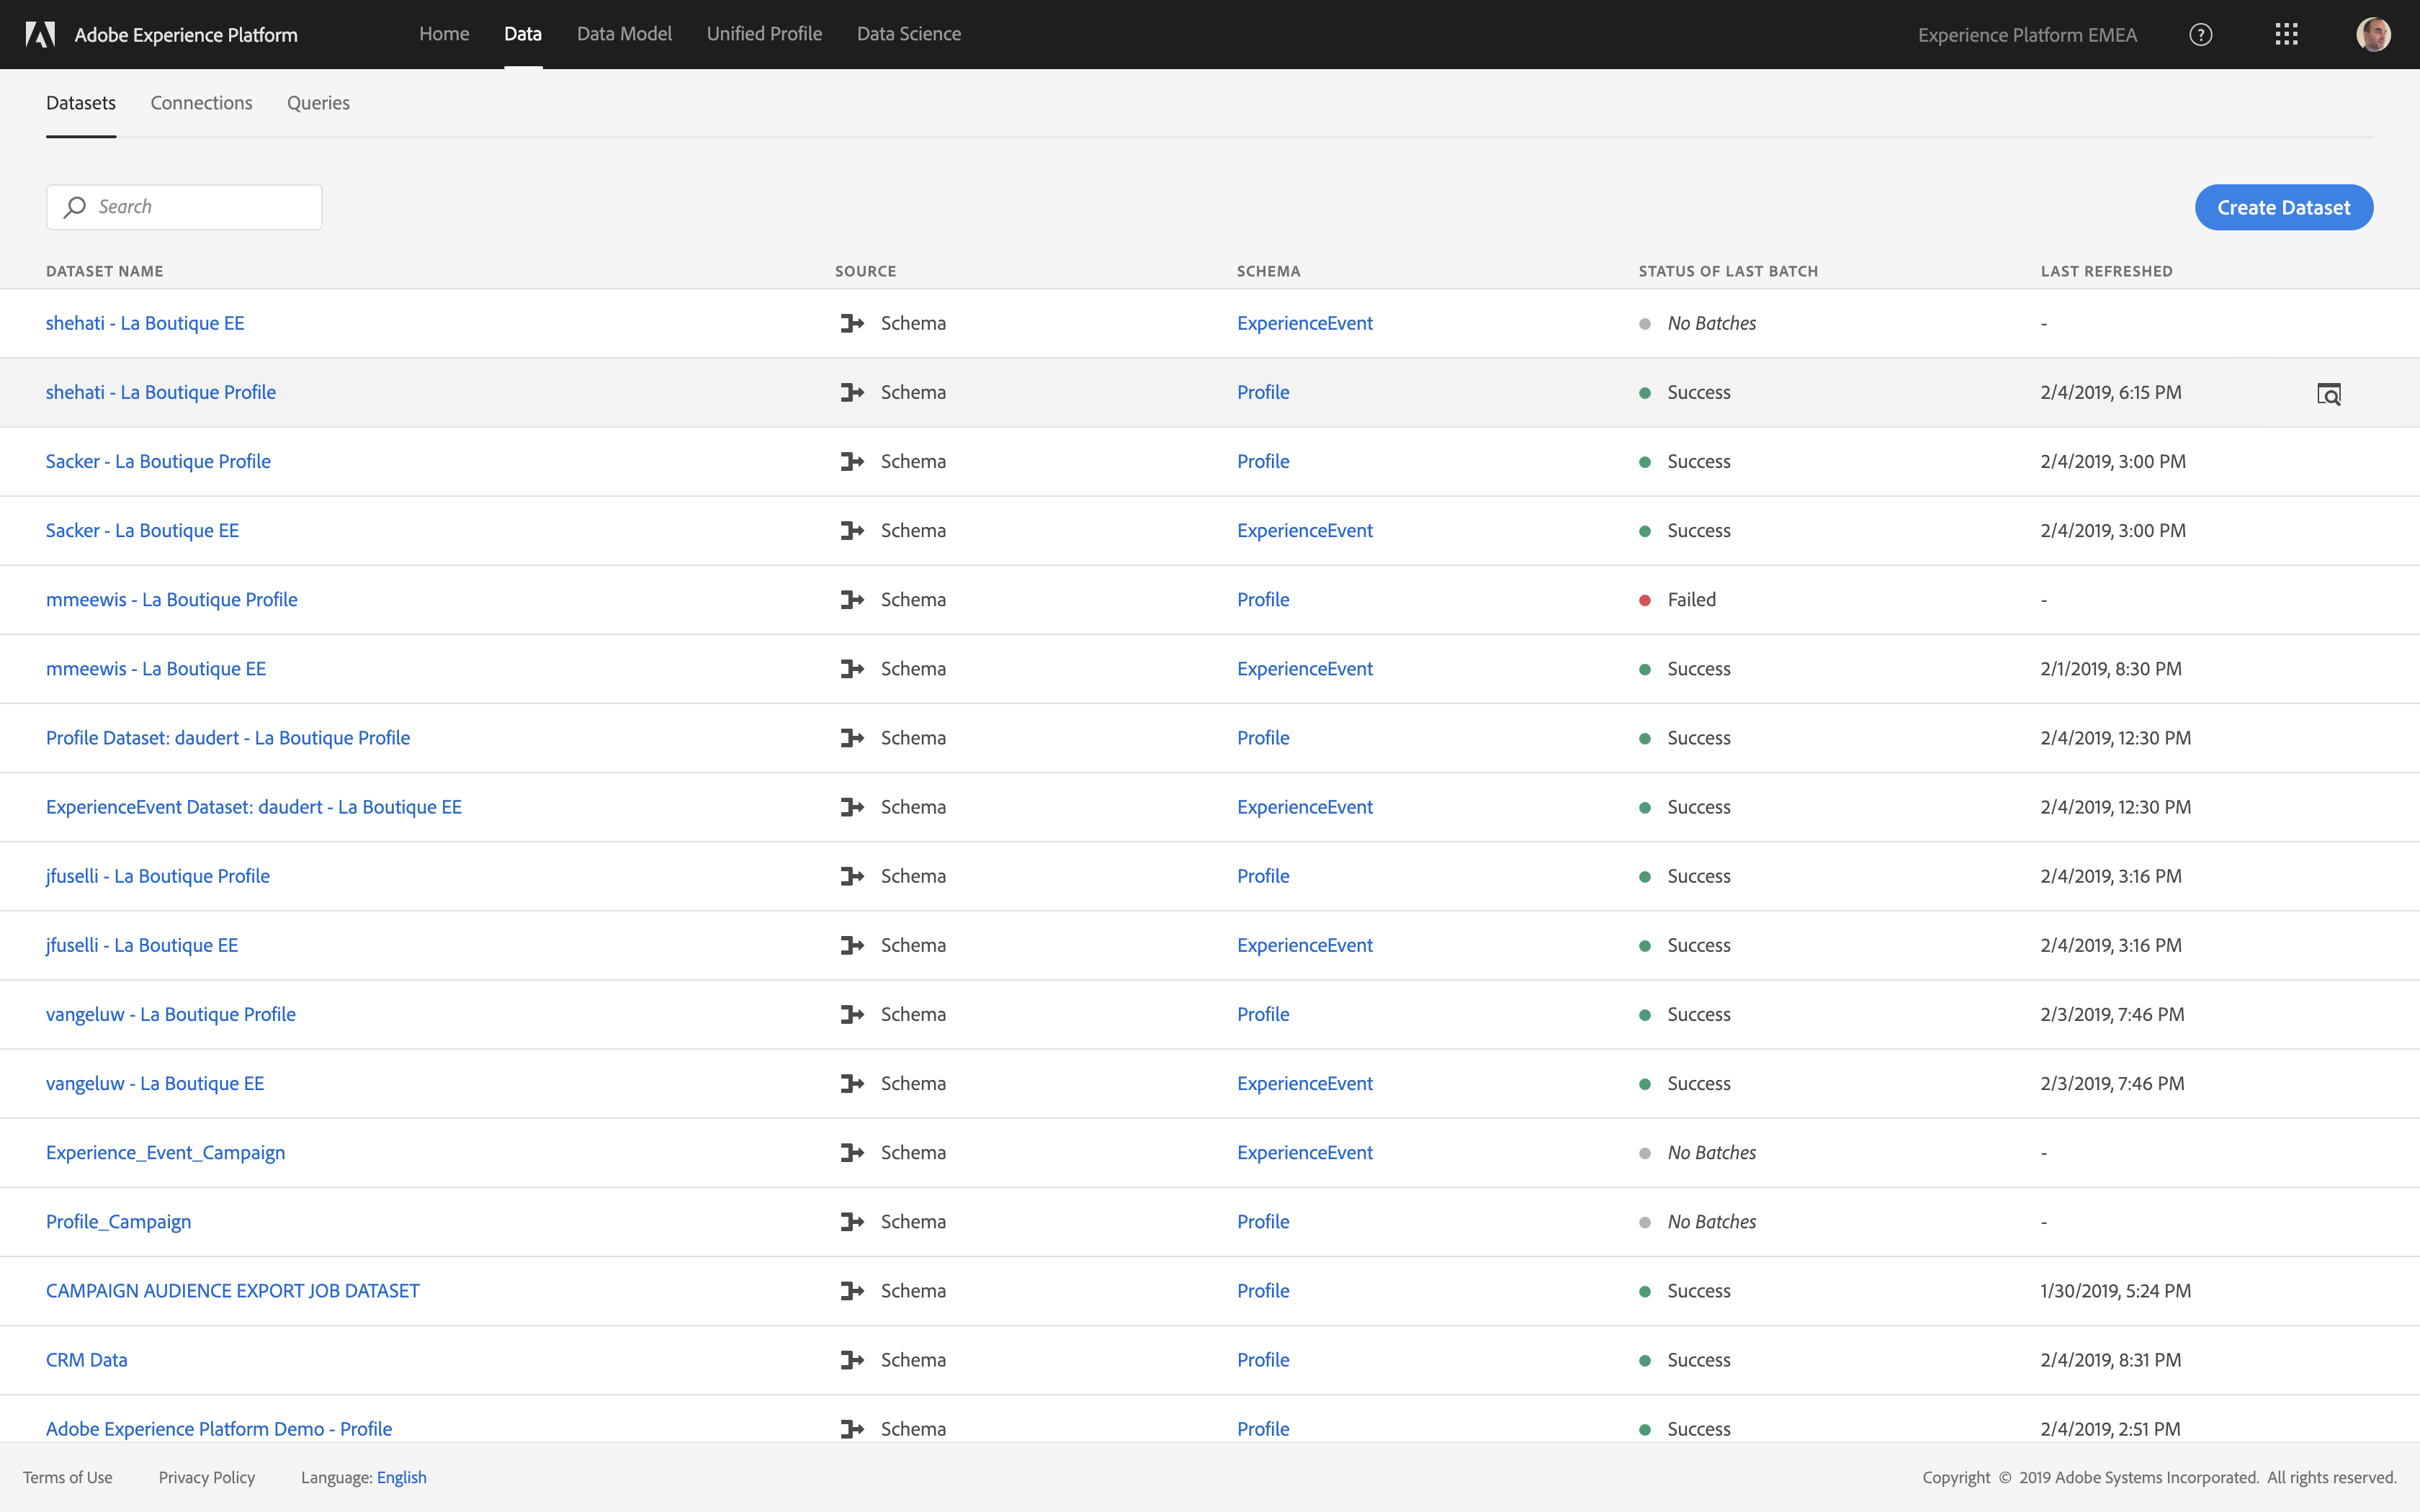 Adobe Experience Platform Home Data Data Model Unified Profile Data Science Experience Platform EMEA ?
Datasets Connections Queries
Search Create Dataset
DATASET NAME SOURCE SCHEMA STATUS OF LAST BATCH LAST REFRESHED
shehati - La Boutique EE Schema ExperienceEvent No Batches -
shehati - La Boutique Profile Schema Profile Success 2/4/2019, 6:15 PM
Sacker - La Boutique Profile Schema Profile Success 2/4/2019, 3:00 PM
Sacker - La Boutique EE Schema ExperienceEvent Success 2/4/2019, 3:00 PM
mmeewis - La Boutique Profile Schema Profile Failed -
mmeewis - La Boutique EE Schema ExperienceEvent Success 2/1/2019, 8:30 PM
Profile Dataset: daudert - La Boutique Profile Schema Profile Success 2/4/2019, 12:30 PM
ExperienceEvent Dataset: daudert - La Boutique EE Schema ExperienceEvent Success 2/4/2019, 12:30 PM
jfuselli - La Boutique Profile Schema Profile Success 2/4/2019, 3:16 PM
jfuselli - La Boutique EE Schema ExperienceEvent Success 2/4/2019, 3:16 PM
vangeluw - La Boutique Profile Schema Profile Success 2/3/2019, 7:46 PM
vangeluw - La Boutique EE Schema ExperienceEvent Success 2/3/2019, 7:46 PM
Experience_Event_Campaign Schema ExperienceEvent No Batches -
Profile_Campaign Schema Profile No Batches -
CAMPAIGN AUDIENCE EXPORT JOB DATASET Schema Profile Success 1/30/2019, 5:24 PM
CRM Data Schema Profile Success 2/4/2019, 8:31 PM
Adobe Experience Platform Demo - Profile Schema Profile Success 2/4/2019, 2:51 PM
Terms of Use Privacy Policy Language: English Copyright © 2019 Adobe Systems Incorporated. All rights reserved.